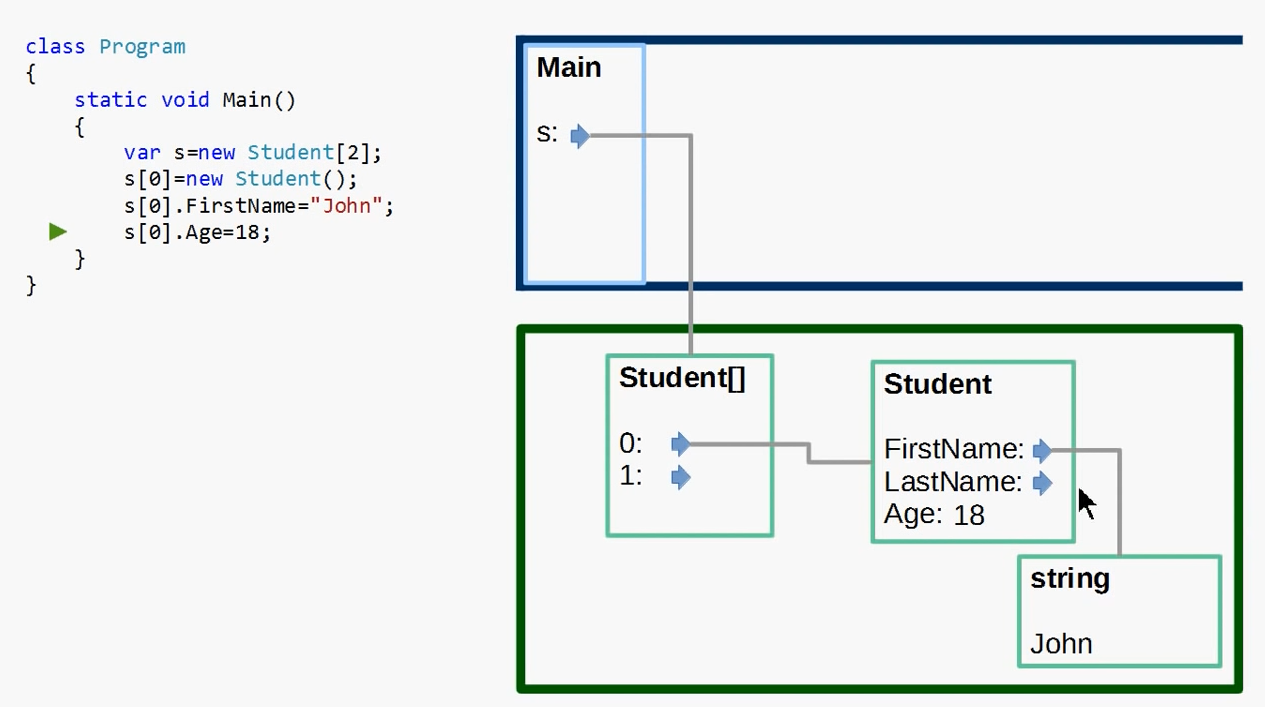 class Program
{
static void Main()
{
var s=new Student[2];
s[0]=new Student();
s[0].FirstName="John";
s[0].Age=18;
}
}
Main
s:
Student[]
0:
1:
Student
FirstName:
LastName:
Age: 18
string
John